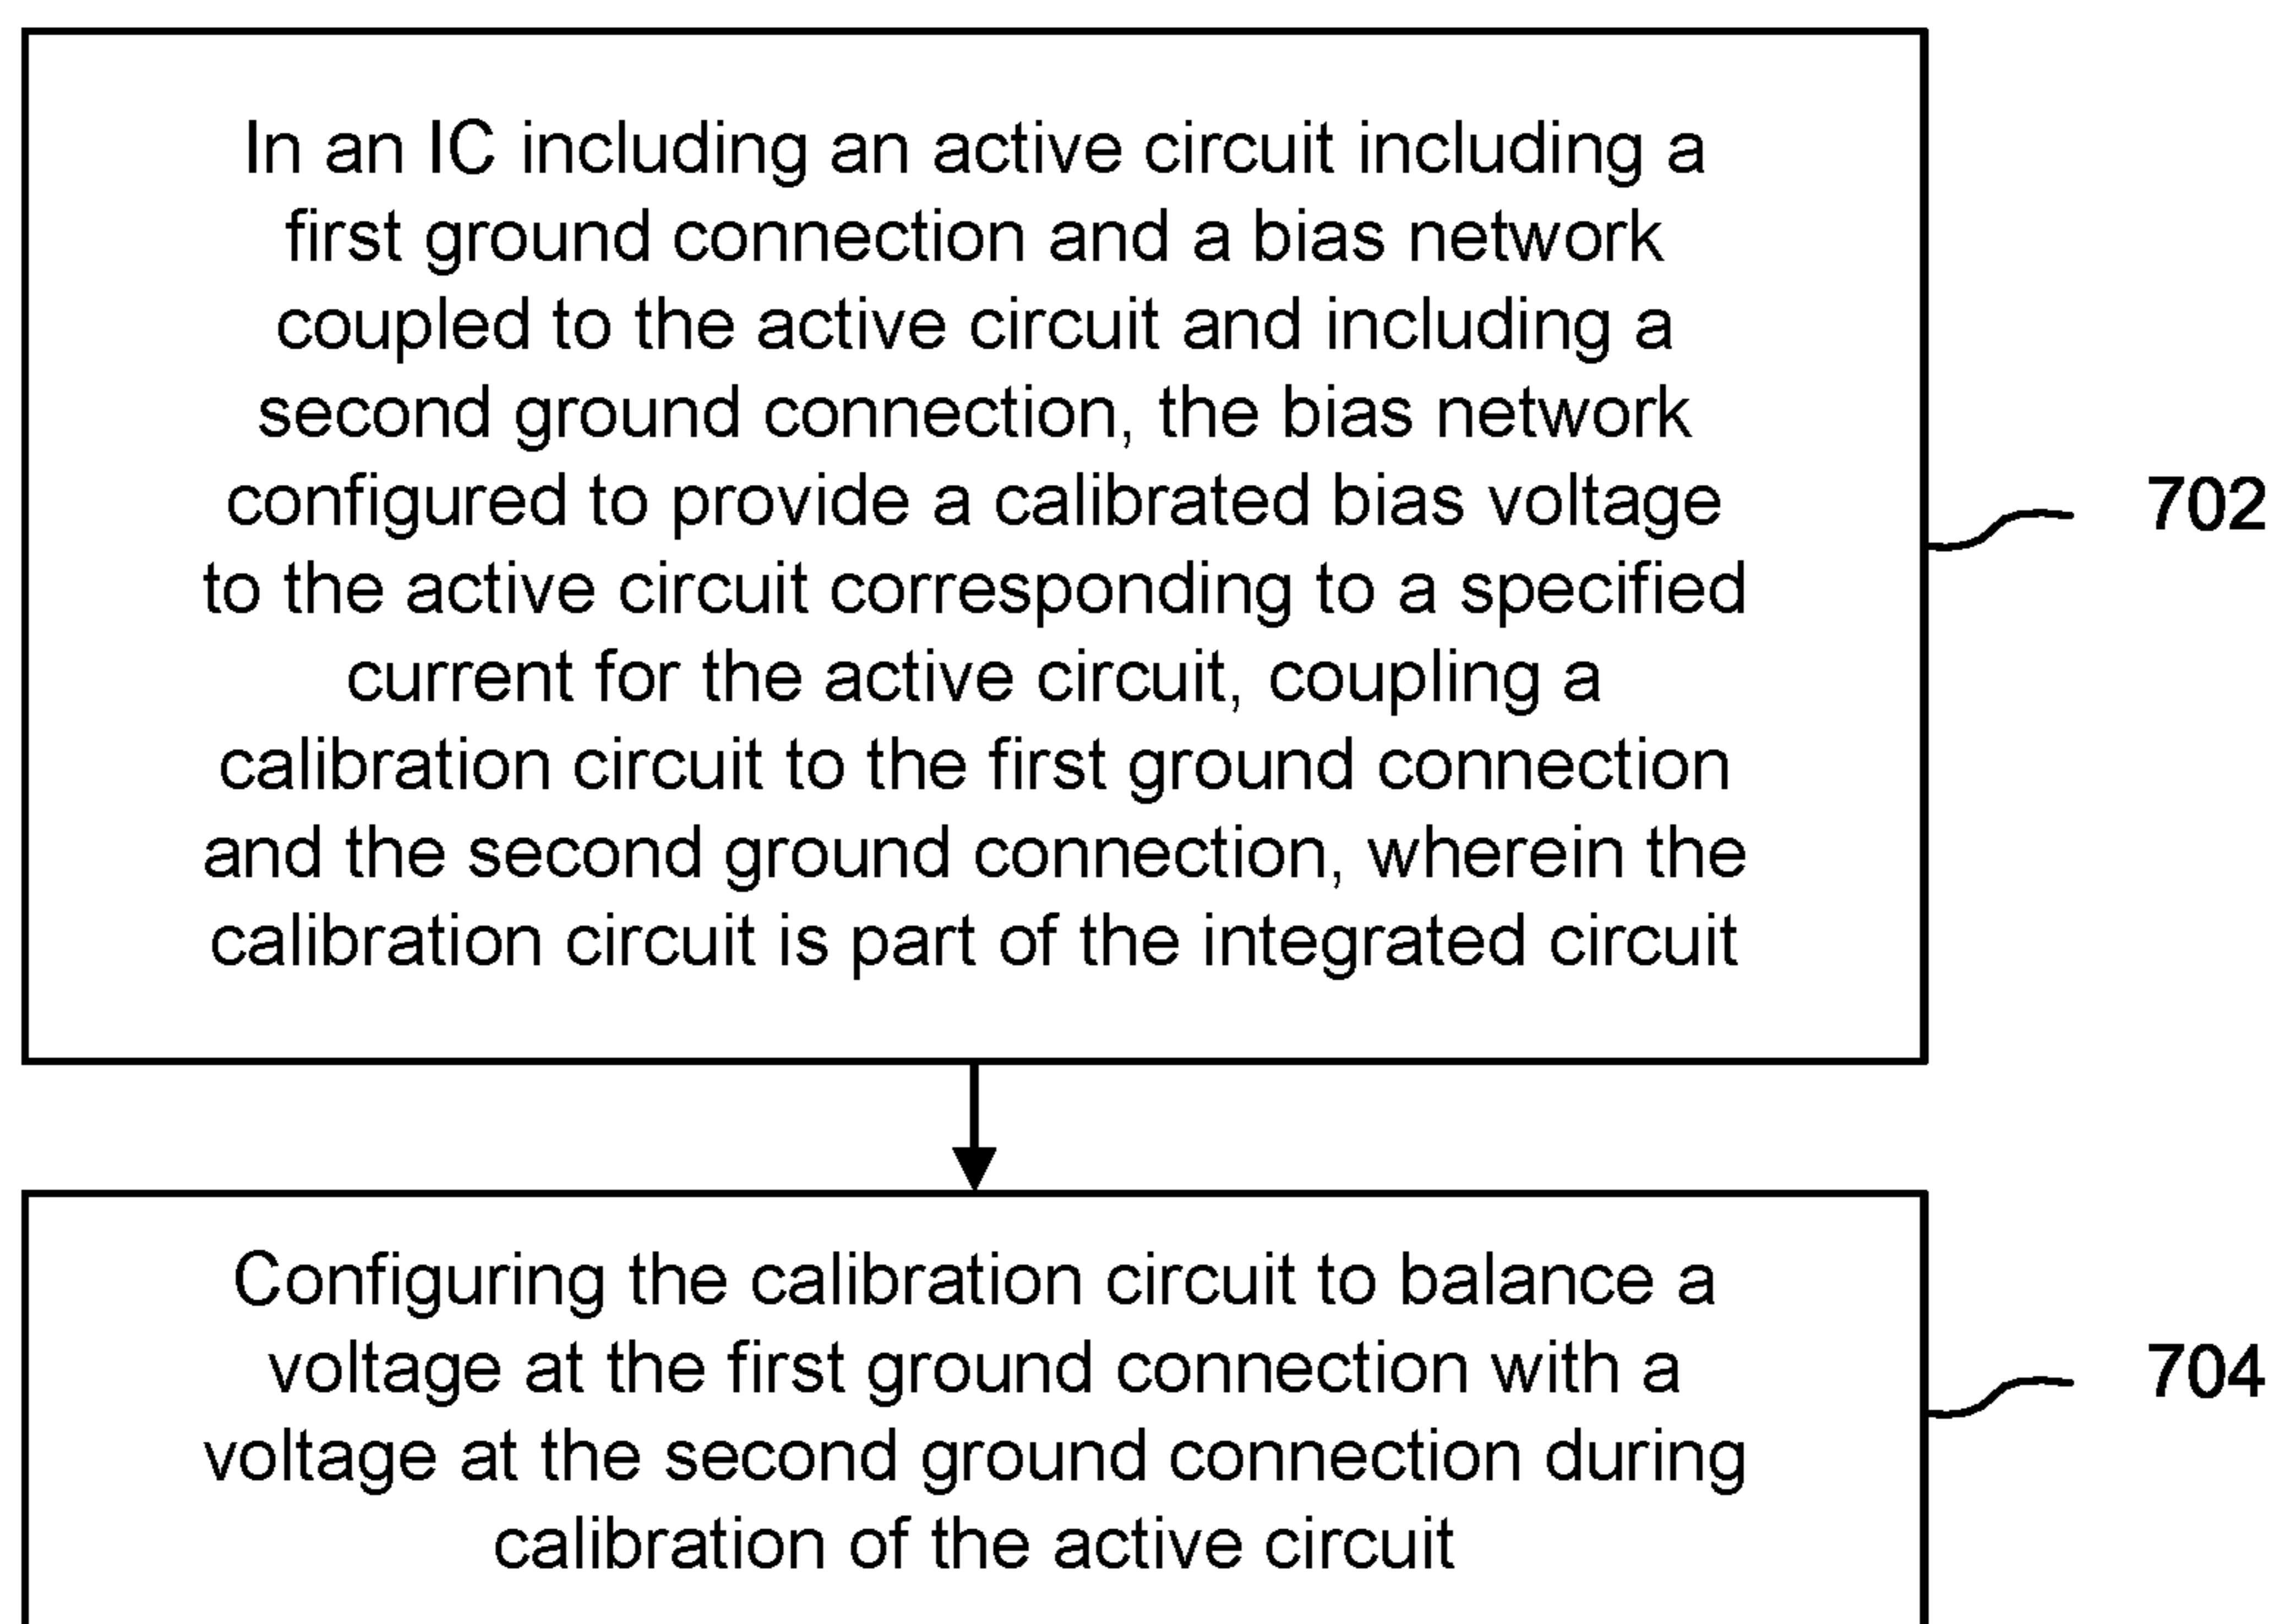 In an IC including an active circuit including a
first ground connection and a bias network
coupled to the active circuit and including a
second ground connection, the bias network
configured to provide a calibrated bias voltage
to the active circuit corresponding to a specified
current for the active circuit, coupling a
calibration circuit to the first ground connection
and the second ground connection, wherein the
calibration circuit is part of the integrated circuit
702
Configuring the calibration circuit to balance a
voltage at the first ground connection with a
voltage at the second ground connection during
calibration of the active circuit
704